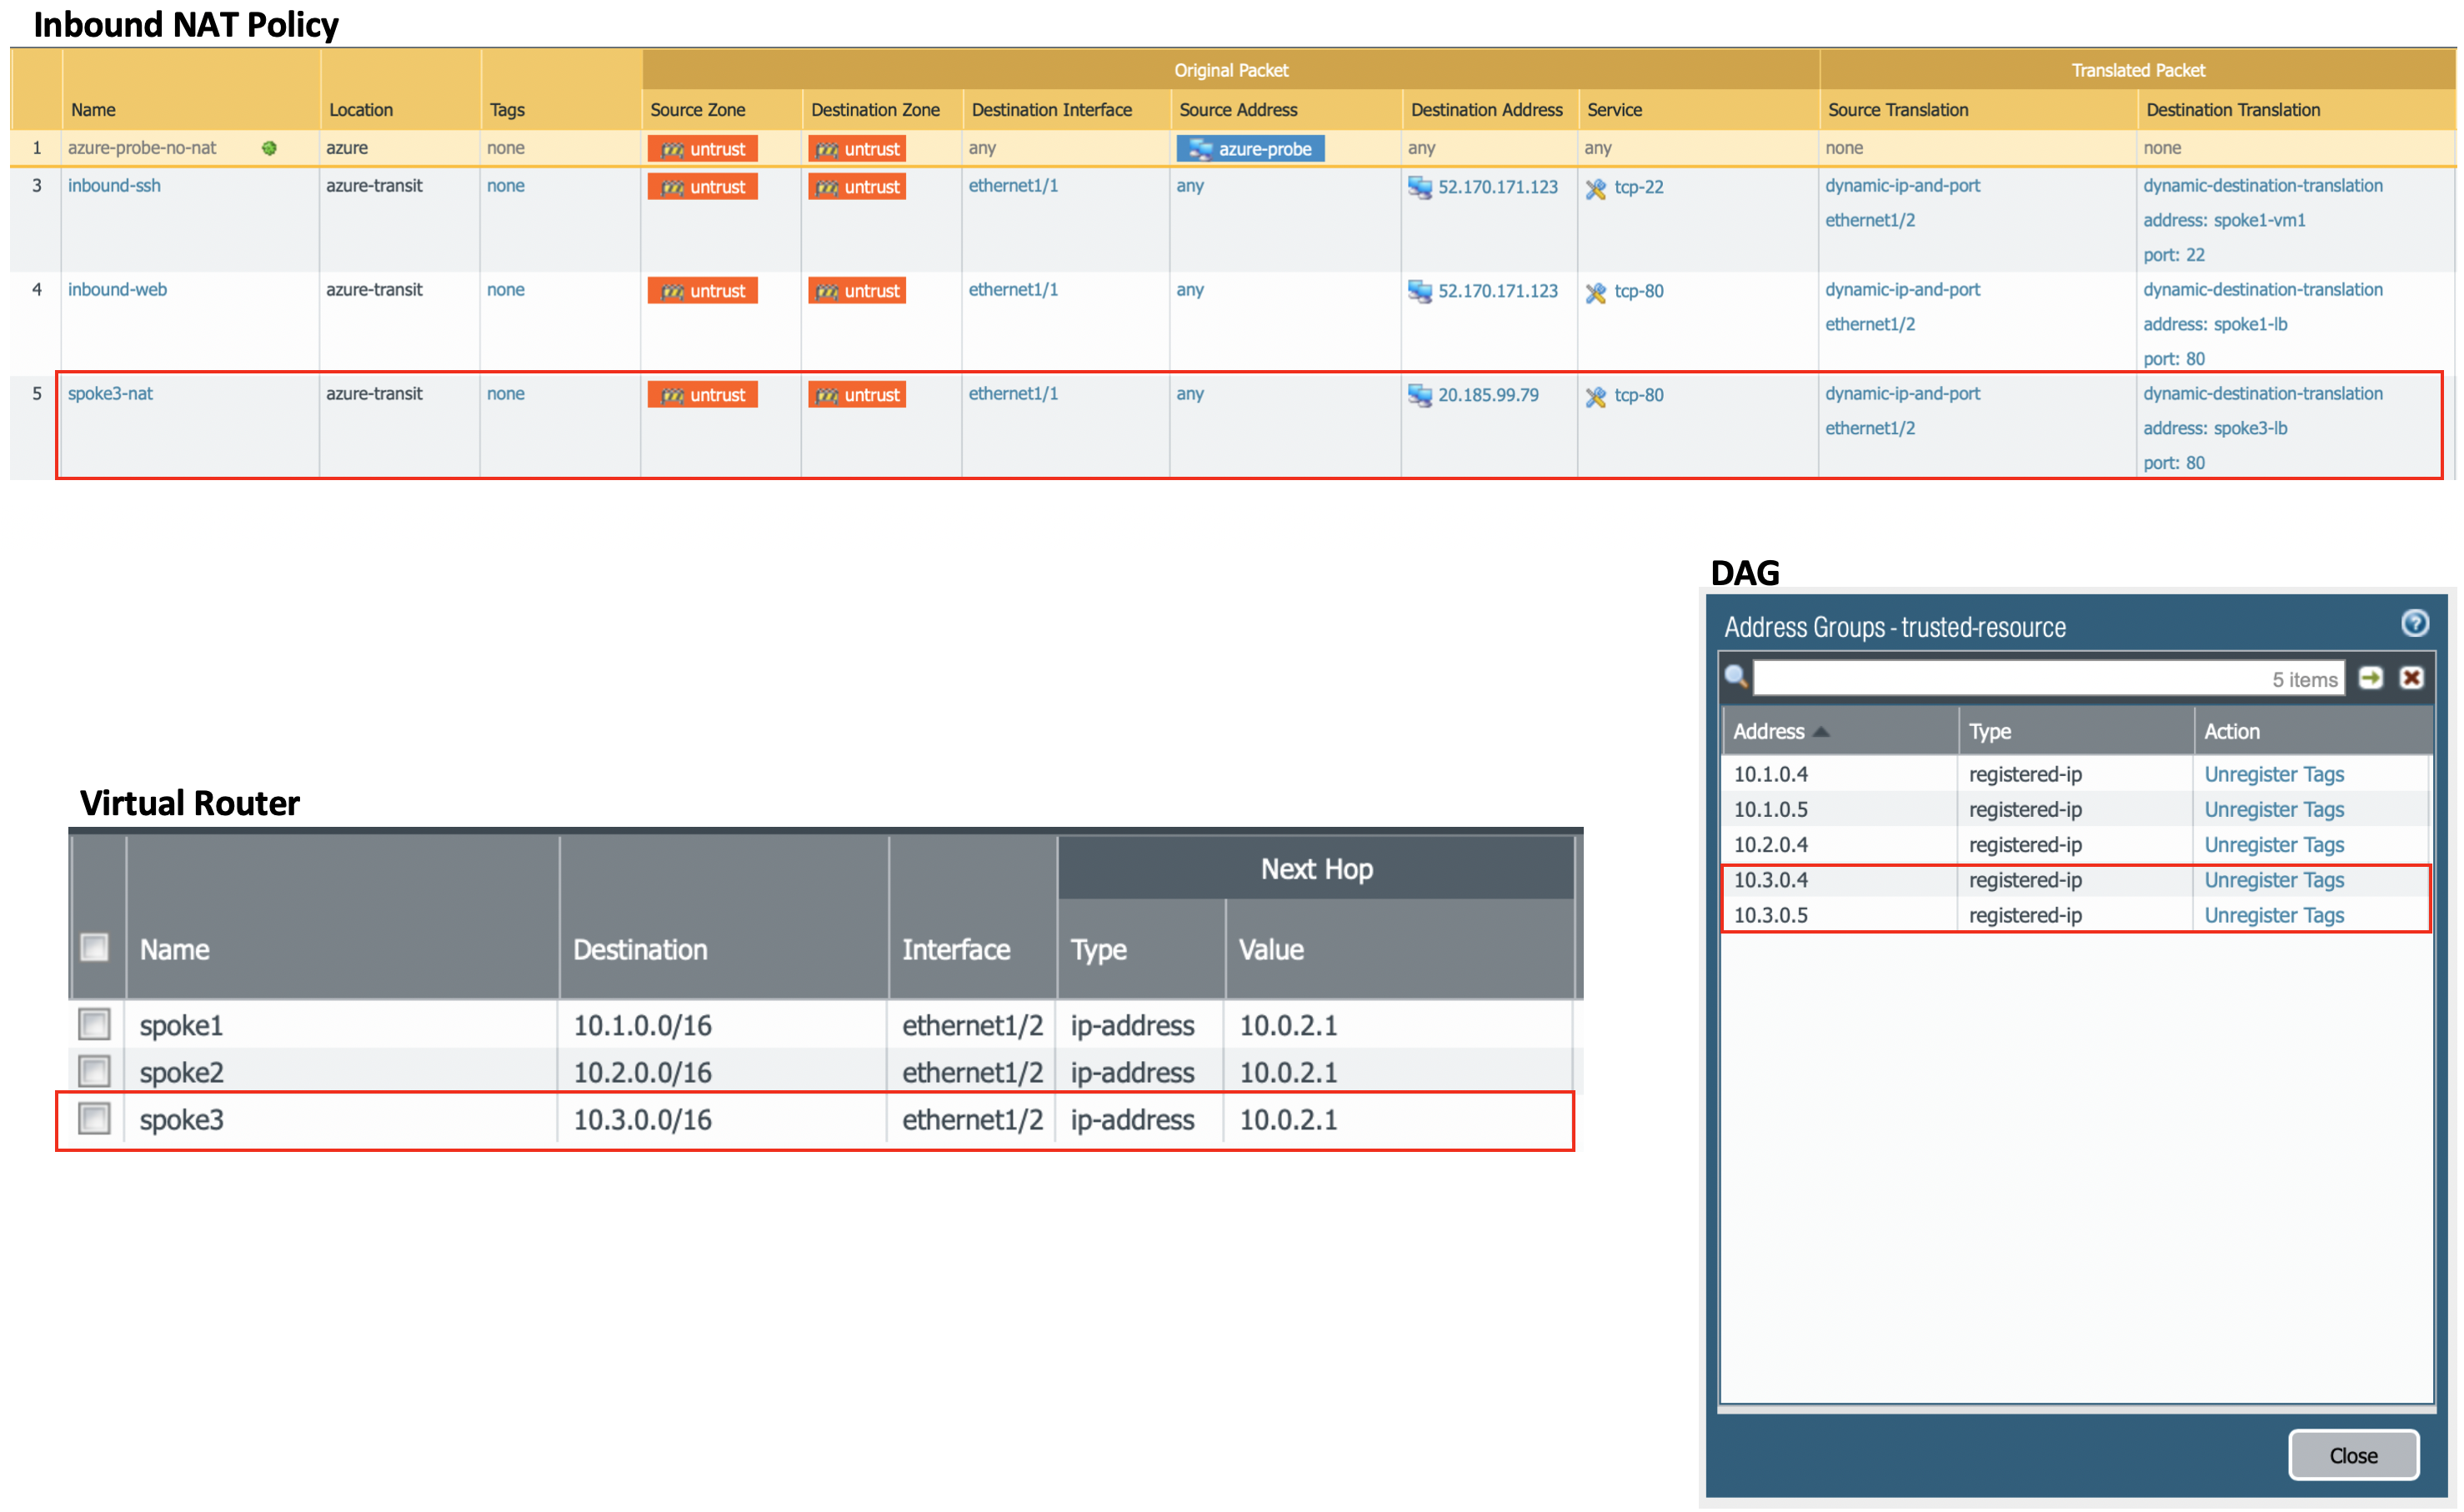 Inbound NAT Policy
Original Packet Translated Packet
Name Location Tags Source Zone Destination Zone Destination Interface Source Address Destination Address Service Source Translation Destination Translation
1 azure-probe-no-nat azure none untrust untrust any azure-probe any any none none
3 inbound-ssh azure-transit none untrust untrust ethernet1/1 any 52.170.171.123 tcp-22 dynamic-ip-and-port dynamic-destination-translation
ethernet1/2 address: spoke1-vm1
port: 22
4 inbound-web azure-transit none untrust untrust ethernet1/1 any 52.170.171.123 tcp-80 dynamic-ip-and-port dynamic-destination-translation
ethernet1/2 address: spoke1-lb
port: 80
5 spoke3-nat azure-transit none untrust untrust ethernet1/1 any 20.185.99.79 tcp-80 dynamic-ip-and-port dynamic-destination-translation
ethernet1/2 address: spoke3-lb
port: 80
Virtual Router
Next Hop
Name Destination Interface Type Value
spoke1 10.1.0.0/16 ethernet1/2 ip-address 10.0.2.1
spoke2 10.2.0.0/16 ethernet1/2 ip-address 10.0.2.1
spoke3 10.3.0.0/16 ethernet1/2 ip-address 10.0.2.1
DAG
Address Groups - trusted-resource ?
5 items
Address Type Action
10.1.0.4 registered-ip Unregister Tags
10.1.0.5 registered-ip Unregister Tags
10.2.0.4 registered-ip Unregister Tags
10.3.0.4 registered-ip Unregister Tags
10.3.0.5 registered-ip Unregister Tags
Close